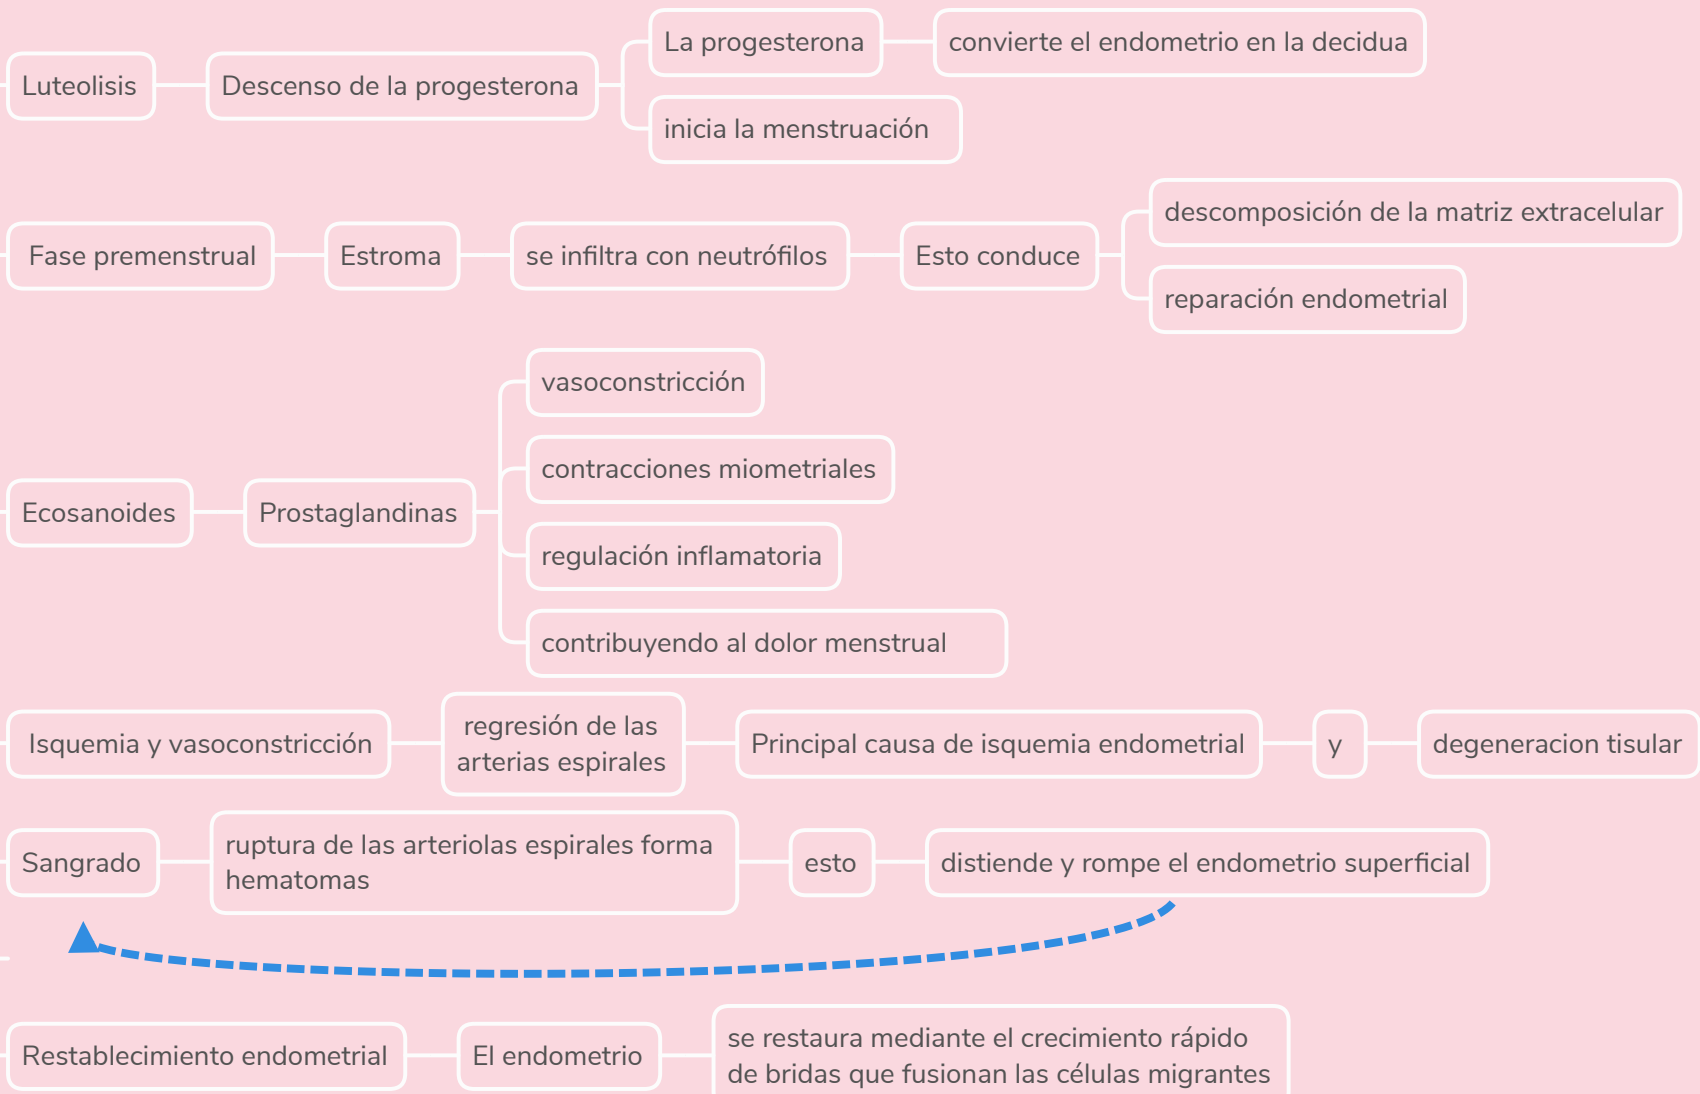 La progesterona
convierte el endometrio en la decidua
Luteolisis
Descenso de la progesterona
inicia la menstruación
descomposición de la matriz extracelular
Fase premenstrual
Estroma
se infiltra con neutrófilos
Esto conduce
reparación endometrial
vasoconstricción
contracciones miometriales
Ecosanoides
Prostaglandinas
regulación inflamatoria
contribuyendo al dolor menstrual
Isquemia y vasoconstricción
regresión de las
arterias espirales
Principal causa de isquemia endometrial
y
degeneracion tisular
Sangrado
ruptura de las arteriolas espirales forma
hematomas
esto
distiende y rompe el endometrio superficial
Restablecimiento endometrial
El endometrio
se restaura mediante el crecimiento rápido
de bridas que fusionan las células migrantes